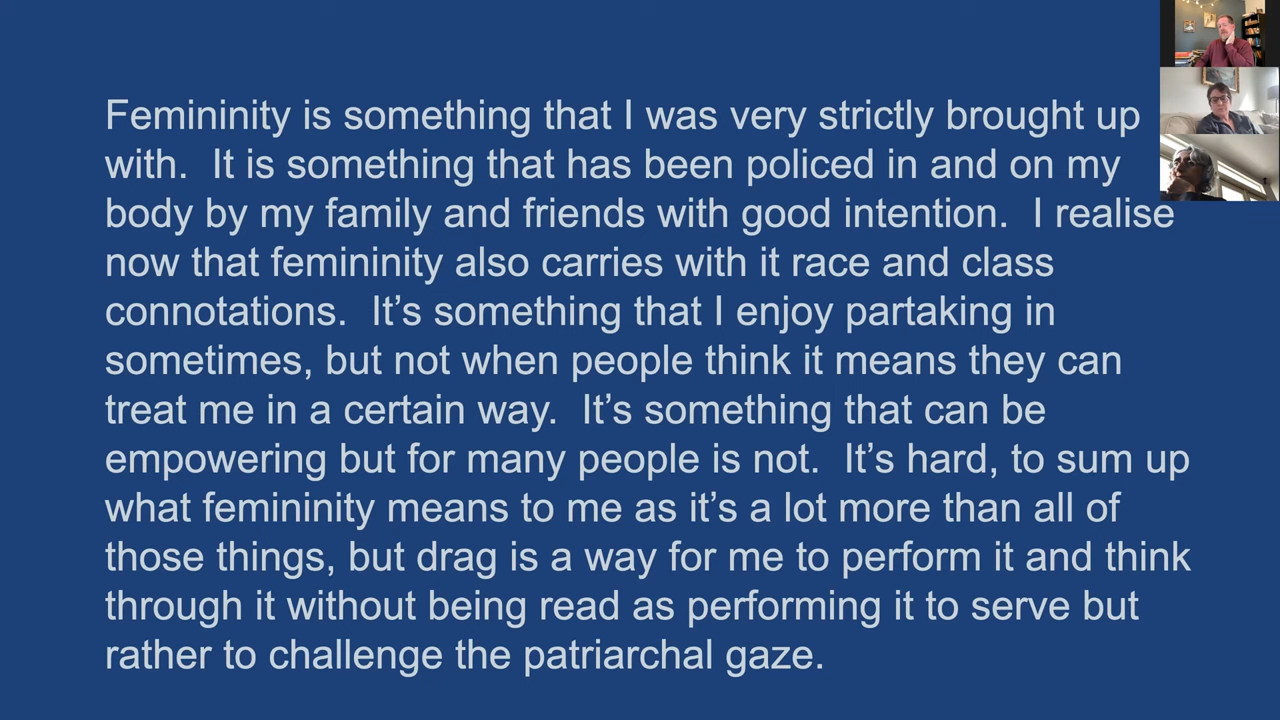 Femininity is something that I was very strictly brought up
with.  It is something that has been policed in and on my
body by my family and friends with good intention.  I realise
now that femininity also carries with it race and class
connotations.  It’s something that I enjoy partaking in
sometimes, but not when people think it means they can
treat me in a certain way.  It’s something that can be
empowering but for many people is not.  It’s hard, to sum up
what femininity means to me as it’s a lot more than all of
those things, but drag is a way for me to perform it and think
through it without being read as performing it to serve but
rather to challenge the patriarchal gaze.